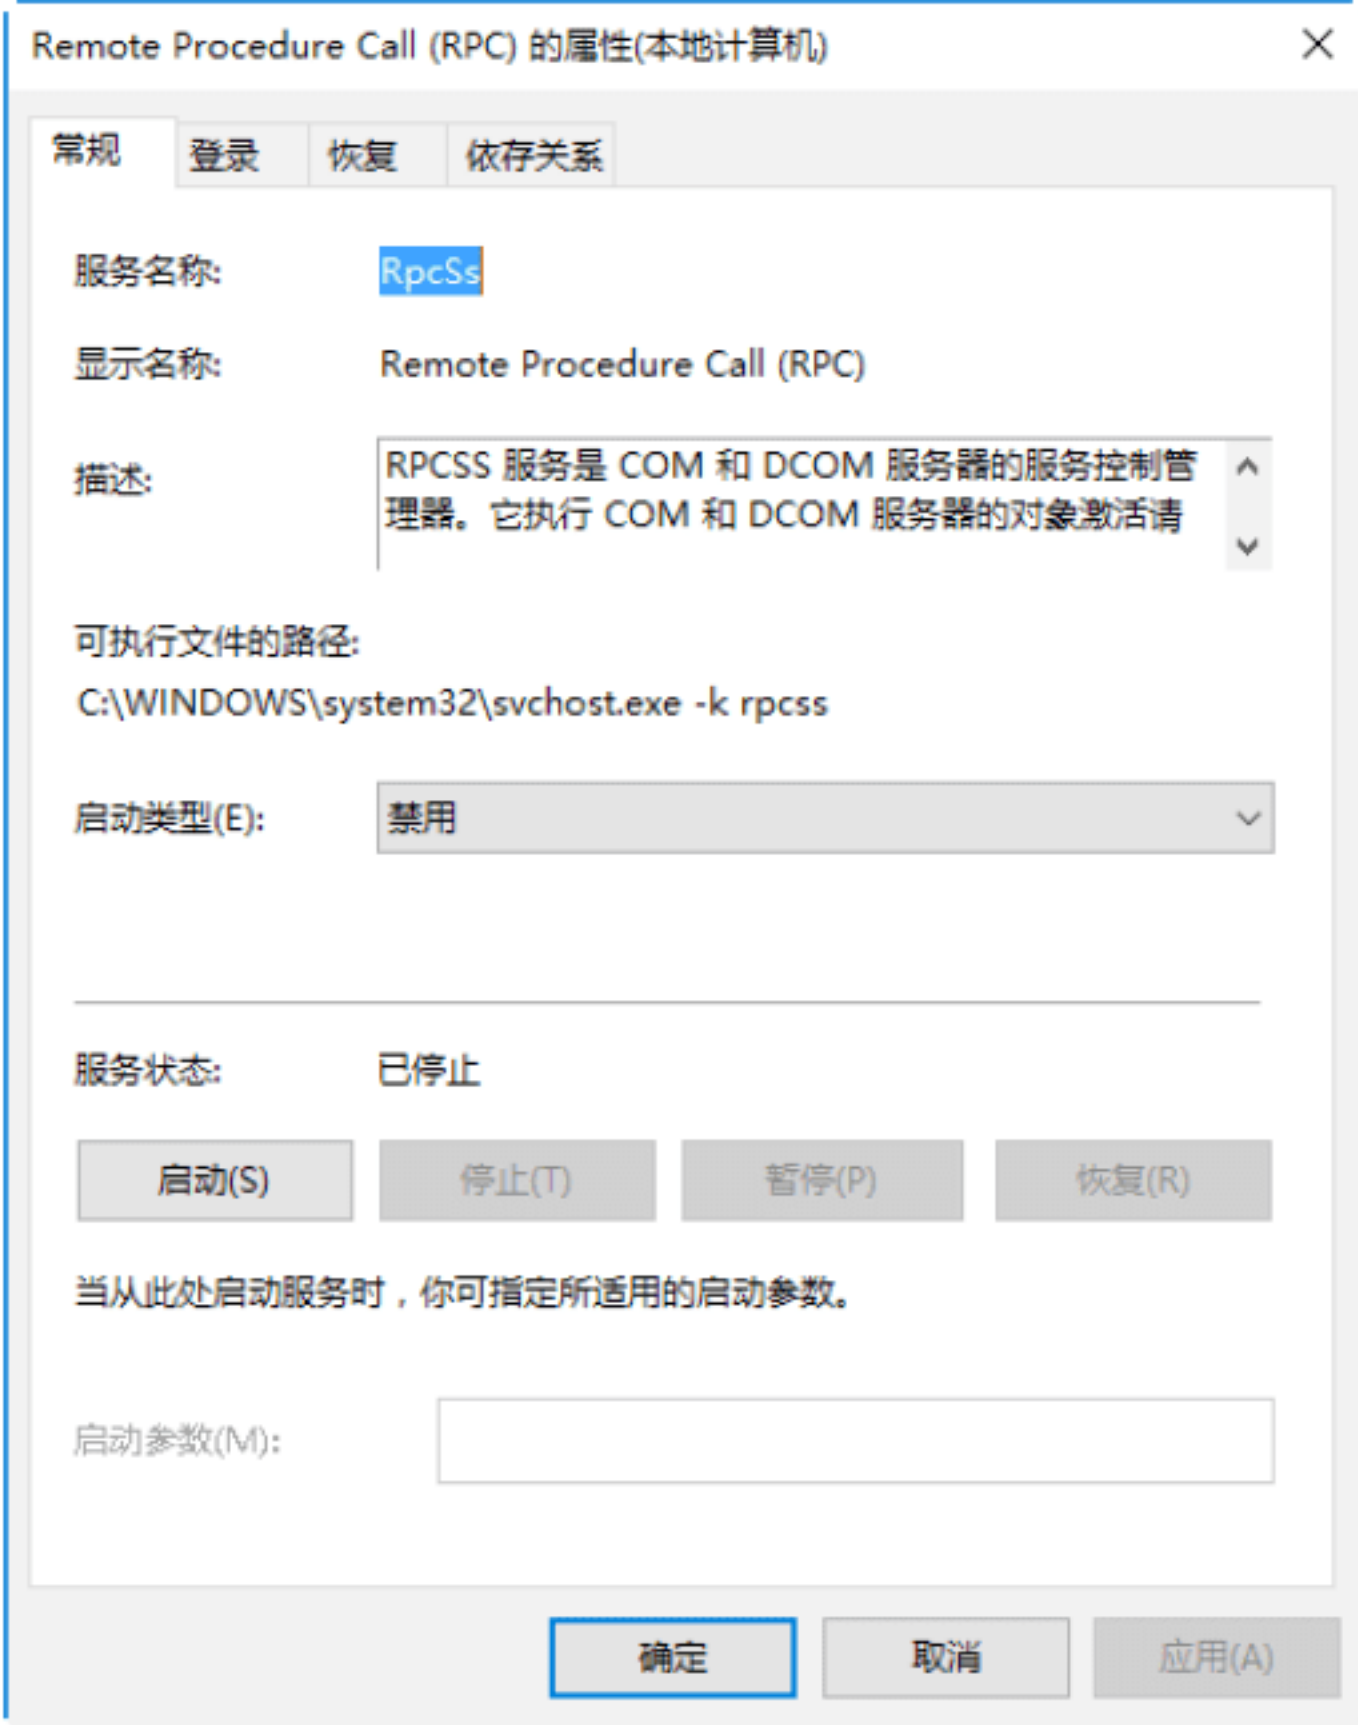 Remote Procedure Call (RPC) 的属性(本地计算机)
常规 登录 恢复 依存关系
服务名称: RpcSs
显示名称: Remote Procedure Call (RPC)
描述: RPCSS 服务是 COM 和 DCOM 服务器的服务控制管
理器。它执行 COM 和 DCOM 服务器的对象激活请
可执行文件的路径:
C:\WINDOWS\system32\svchost.exe -k rpcss
启动类型(E): 禁用
服务状态: 已停止
启动(S) 停止(T) 暂停(P) 恢复(R)
当从此处启动服务时，你可指定所适用的启动参数。
启动参数(M):
确定 取消 应用(A)